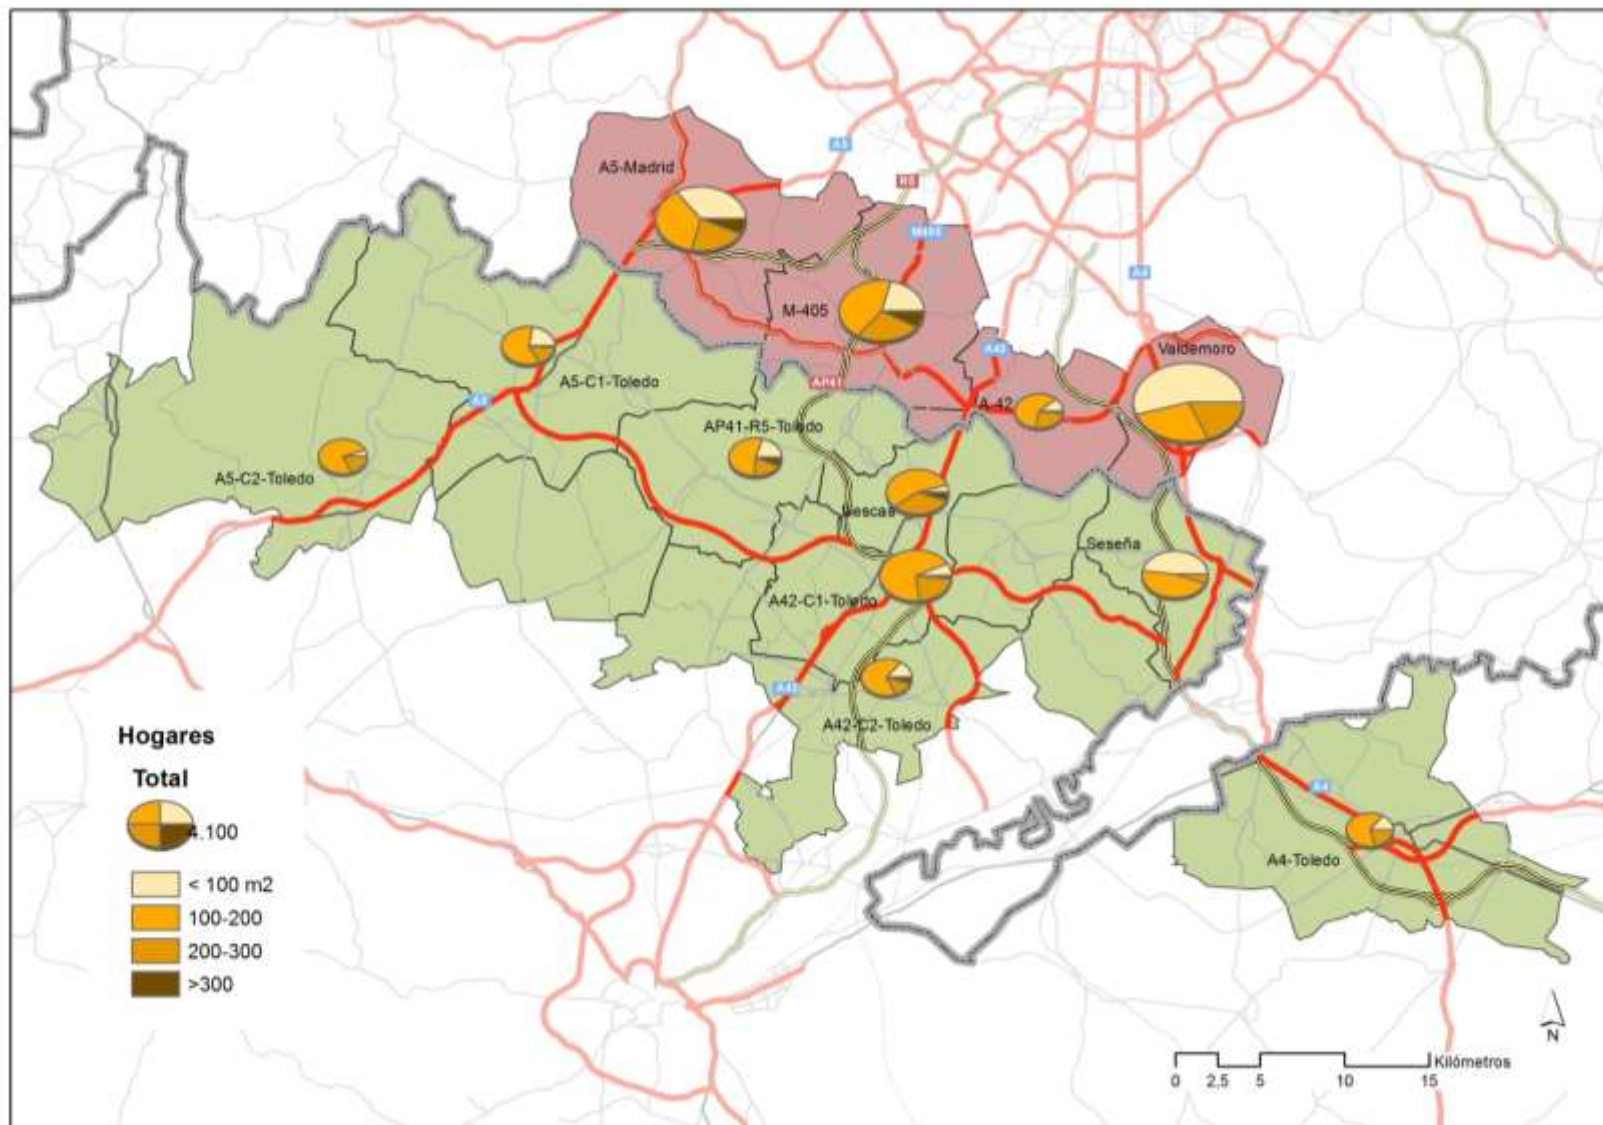 A5-Madrid
A5
R5
M405
A4
M-405
Valdemoro
A42
AP41
A-42
A5-C1-Toledo
A5
AP41-R5-Toledo
A5-C2-Toledo
Illescas
Seseña
A42-C1-Toledo
A42
A42-C2-Toledo
A4
A4-Toledo
Hogares
Total
4.100
< 100 m2
100-200
200-300
>300
N
Kilómetros
0 2,5 5 10 15